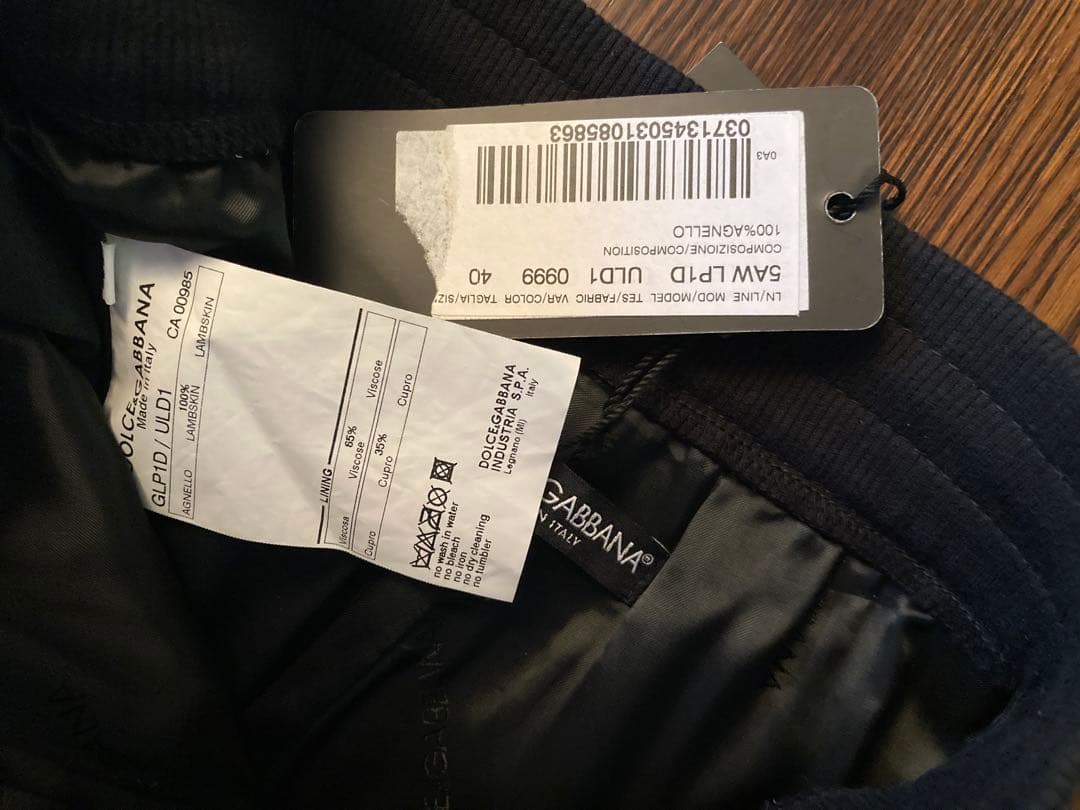 0371345031085863
0A3
100%AGNELLO
COMPOSIZIONE/COMPOSITION
5AW LP1D ULD1 0999 40
LN/LINE MOD/MODEL TES/FABRIC VAR/COLOR TAGLIA/SIZ
DOLCE&GABBANA
Made in Italy
GLP1D / ULD1 CA 00985
100%
AGNELLO LAMBSKIN LAMBSKIN
LINING
65%
Viscosa Viscose Viscose
35%
Cupro Cupro Cupro
no wash in water
no bleach
no iron
no dry cleaning
no tumbler
DOLCE&GABBANA
INDUSTRIA S.P.A.
Legnano (MI) Italy
GABBANA®
N ITALY
E&GABBANA